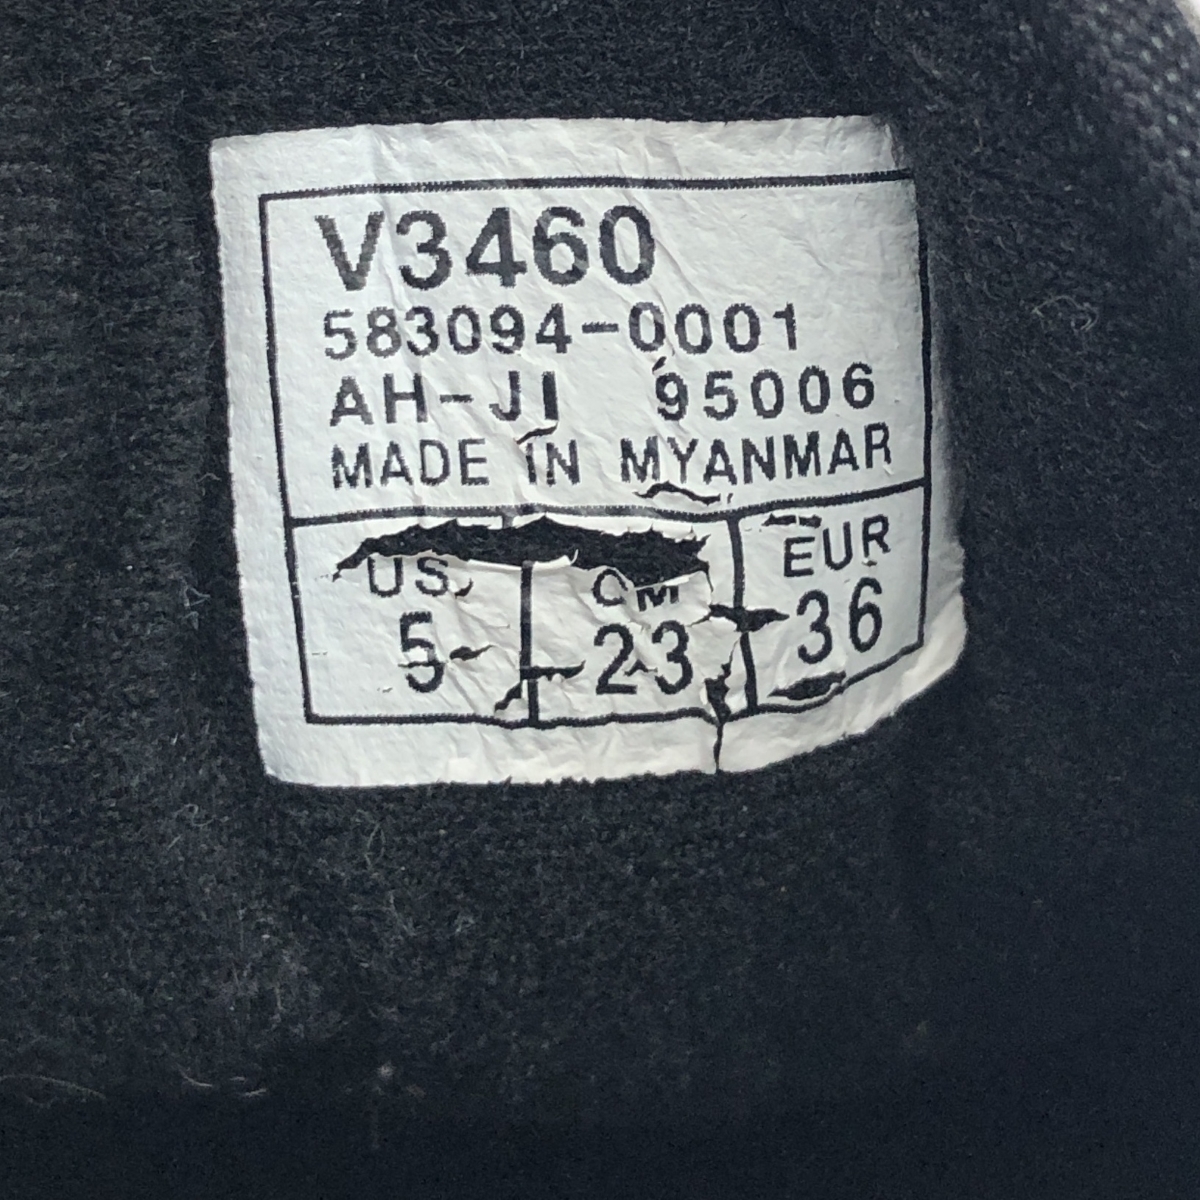 V3460
583094-0001
AH-JI 95006
MADE IN MYANMAR
US CM EUR
5 23 36